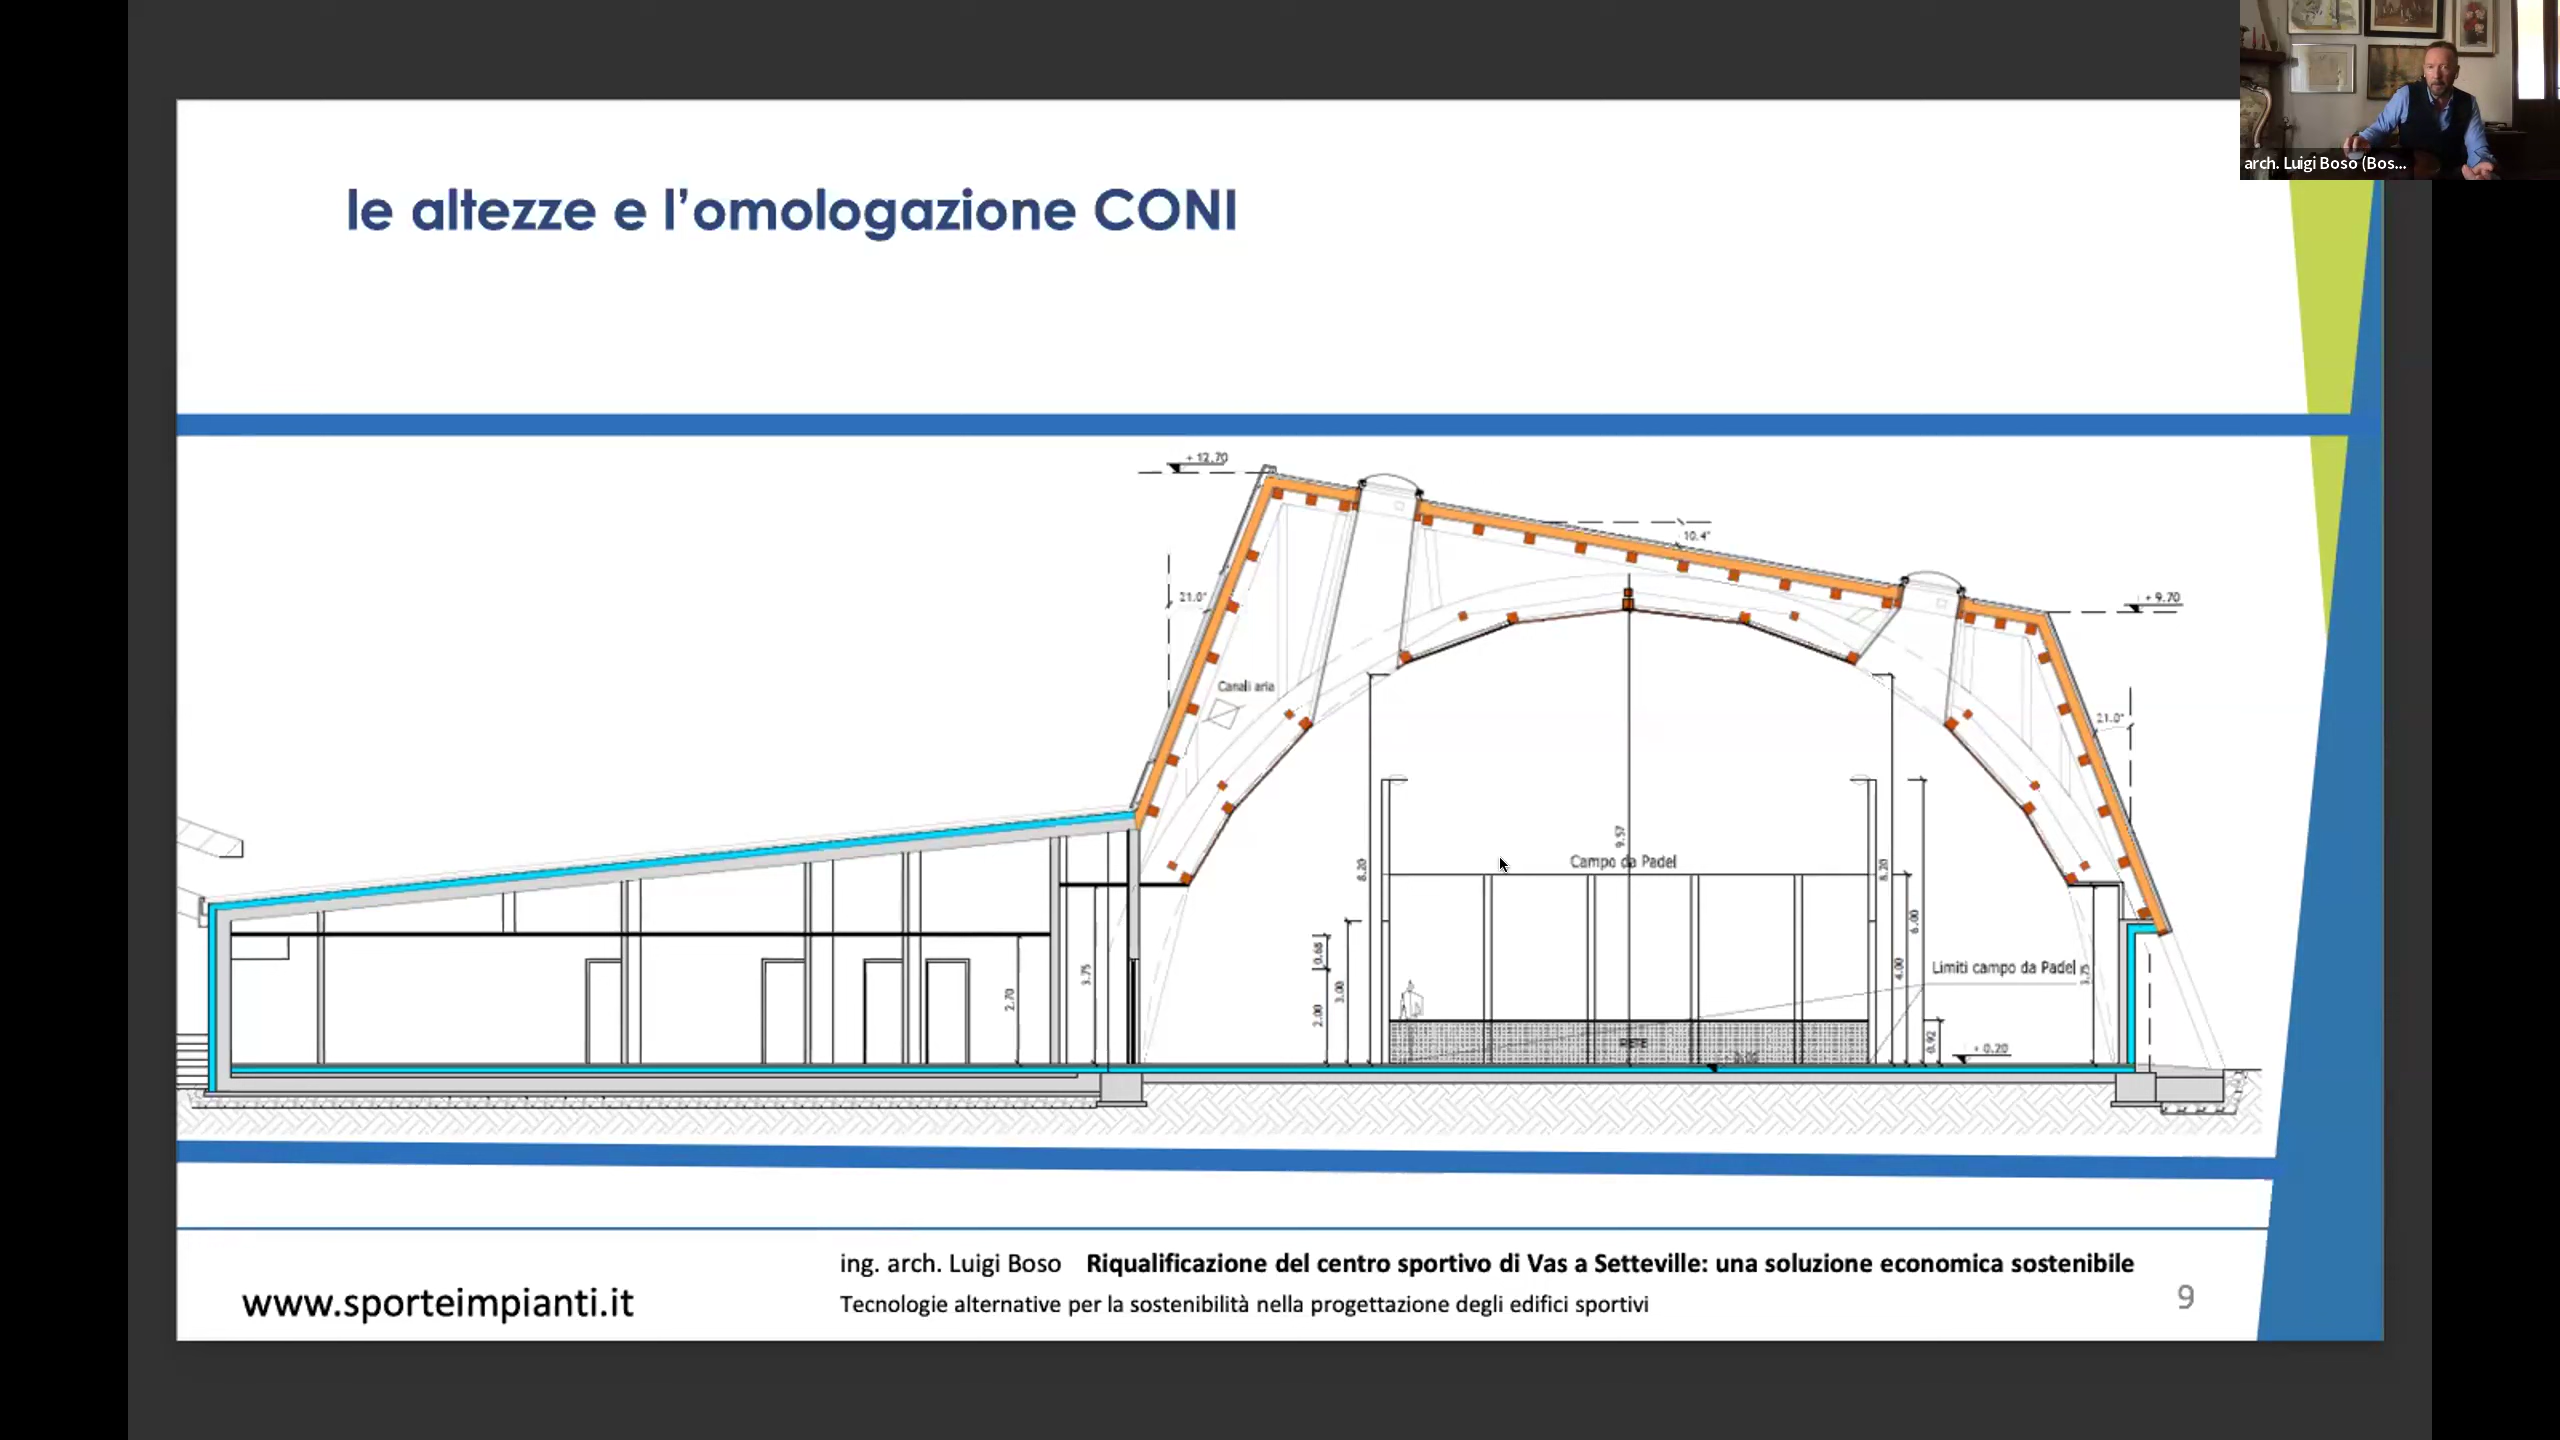 arch. Luigi Boso (Bos...
le altezze e l'omologazione CONI
+ 12.70
10.4°
21.0°
+ 9.70
Canali aria
21.0°
9.57
Campo da Padel
8.20
8.20
6.00
0.68
3.00
2.00
4.00
Limiti campo da Padel
3.75
2.70
3.75
0.92
+ 0.20
ing. arch. Luigi Boso Riqualificazione del centro sportivo di Vas a Setteville: una soluzione economica sostenibile
www.sporteimpianti.it
Tecnologie alternative per la sostenibilità nella progettazione degli edifici sportivi
9